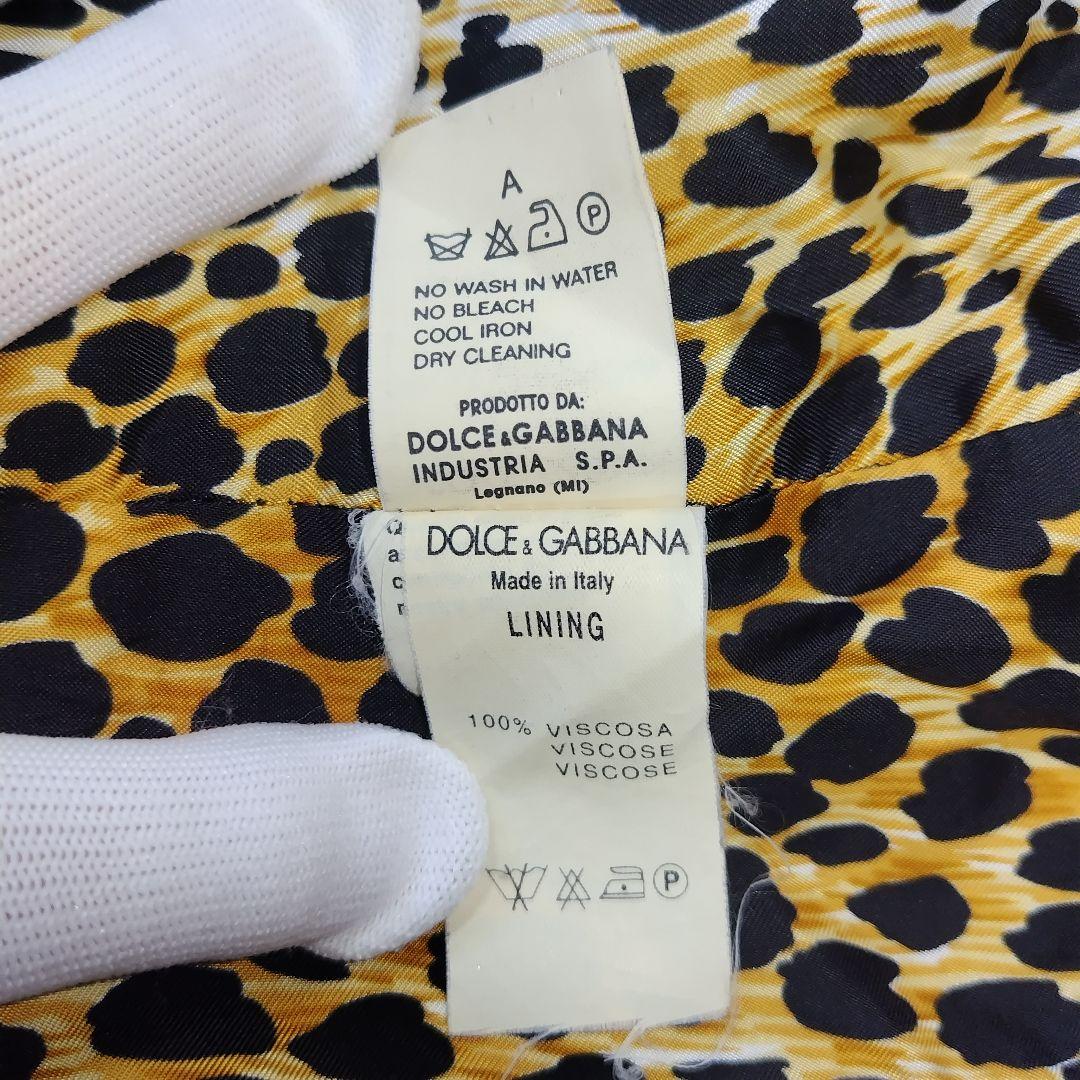 A
P
NO WASH IN WATER
NO BLEACH
COOL IRON
DRY CLEANING
PRODOTTO DA:
DOLCE&GABBANA
INDUSTRIA S.P.A.
Legnano (MI)
DOLCE & GABBANA
Made in Italy
LINING
100% VISCOSA
VISCOSE
VISCOSE
P